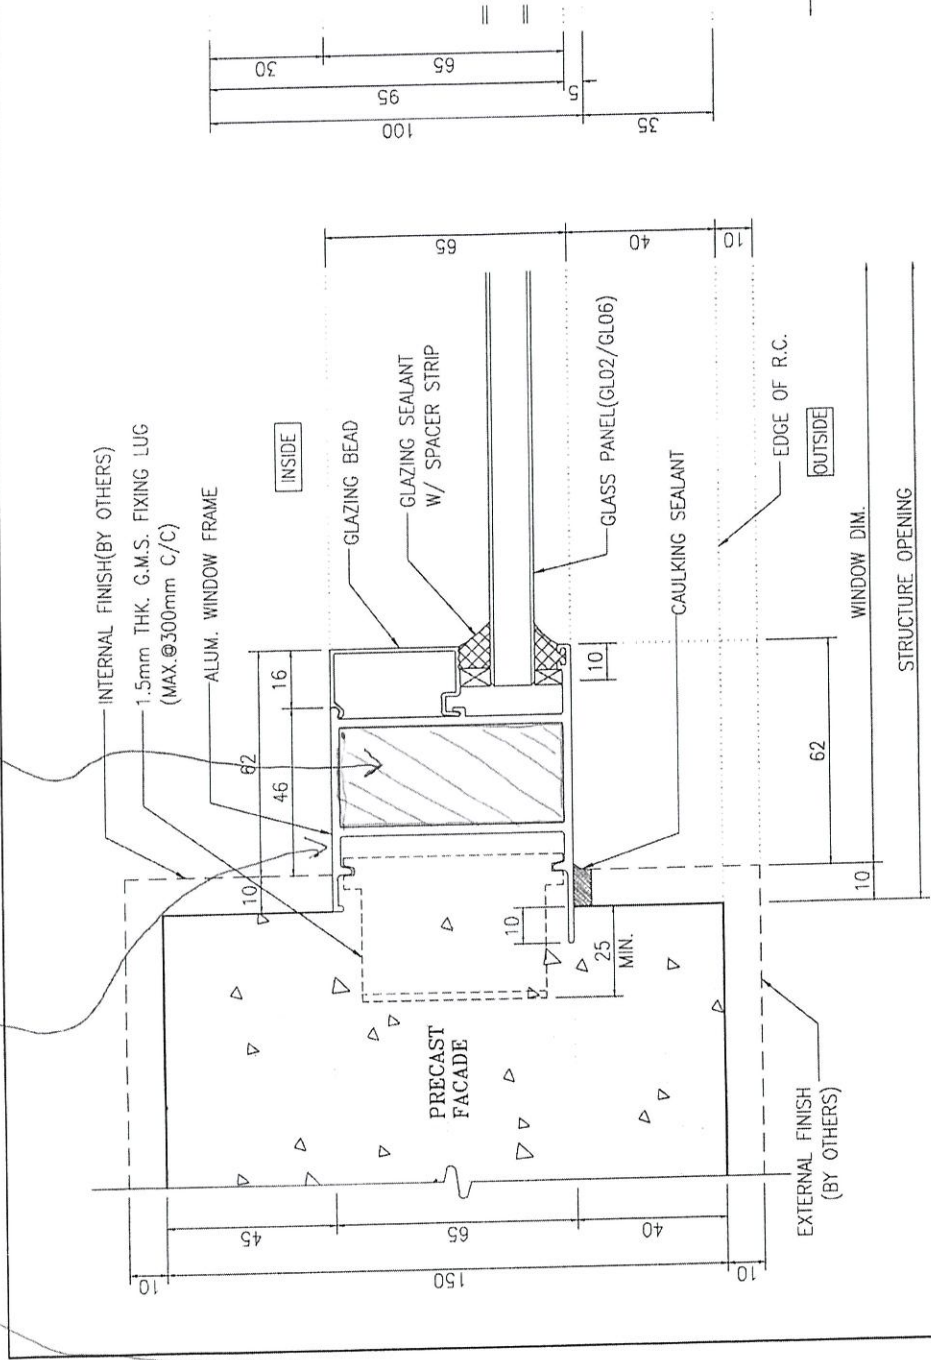 30
65
95
5
100
35
INTERNAL FINISH(BY OTHERS)
1.5mm THK. G.M.S. FIXING LUG
(MAX.@300mm C/C)
ALUM. WINDOW FRAME
INSIDE
GLAZING BEAD
GLAZING SEALANT
W/ SPACER STRIP
GLASS PANEL(GL02/GL06)
CAULKING SEALANT
EDGE OF R.C.
OUTSIDE
WINDOW DIM.
STRUCTURE OPENING
65
40
10
62
16
46
10
10
62
10
10
25
MIN.
PRECAST
FACADE
EXTERNAL FINISH
(BY OTHERS)
45
65
40
10
150
10